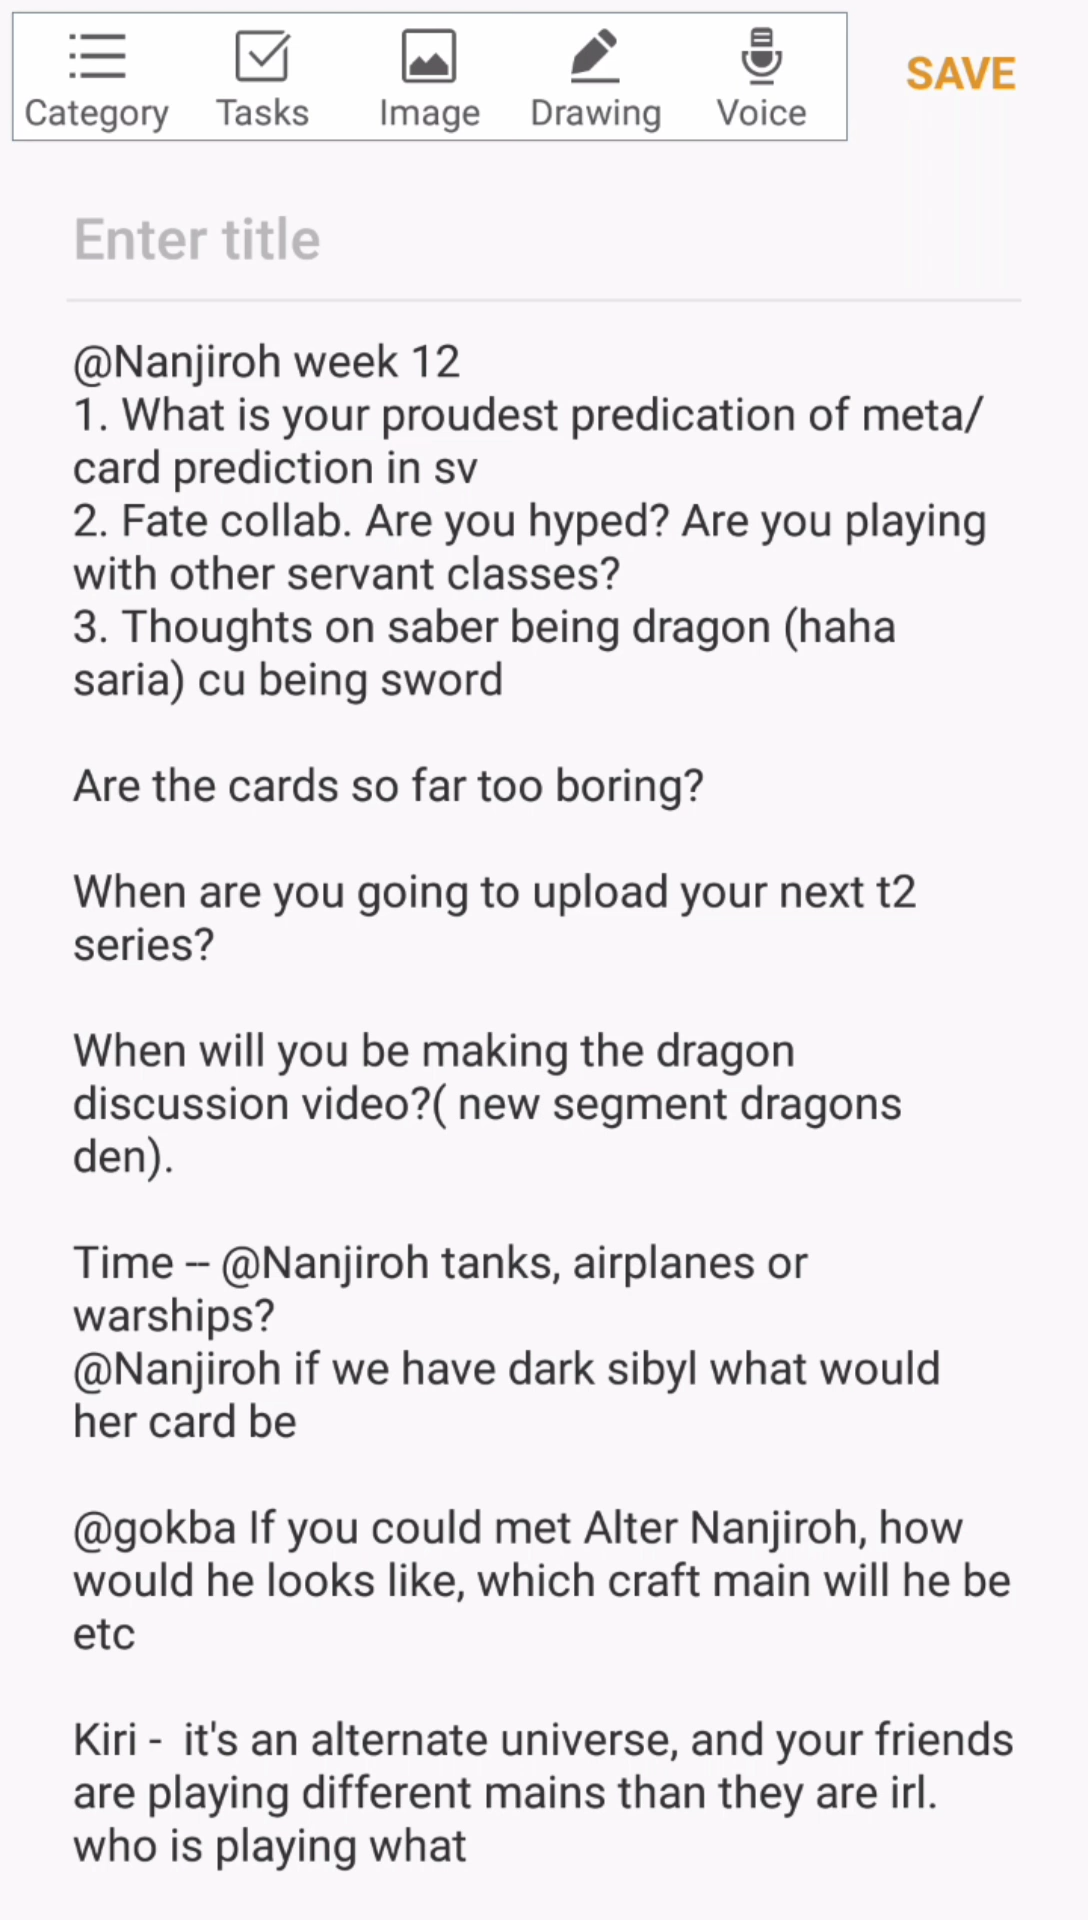 Category Tasks Image Drawing Voice SAVE
Enter title
@Nanjiroh week 12
1. What is your proudest predication of meta/
card prediction in sv
2. Fate collab. Are you hyped? Are you playing
with other servant classes?
3. Thoughts on saber being dragon (haha
saria) cu being sword
Are the cards so far too boring?
When are you going to upload your next t2
series?
When will you be making the dragon
discussion video?( new segment dragons
den).
Time -- @Nanjiroh tanks, airplanes or
warships?
@Nanjiroh if we have dark sibyl what would
her card be
@gokba If you could met Alter Nanjiroh, how
would he looks like, which craft main will he be
etc
Kiri -  it's an alternate universe, and your friends
are playing different mains than they are irl.
who is playing what